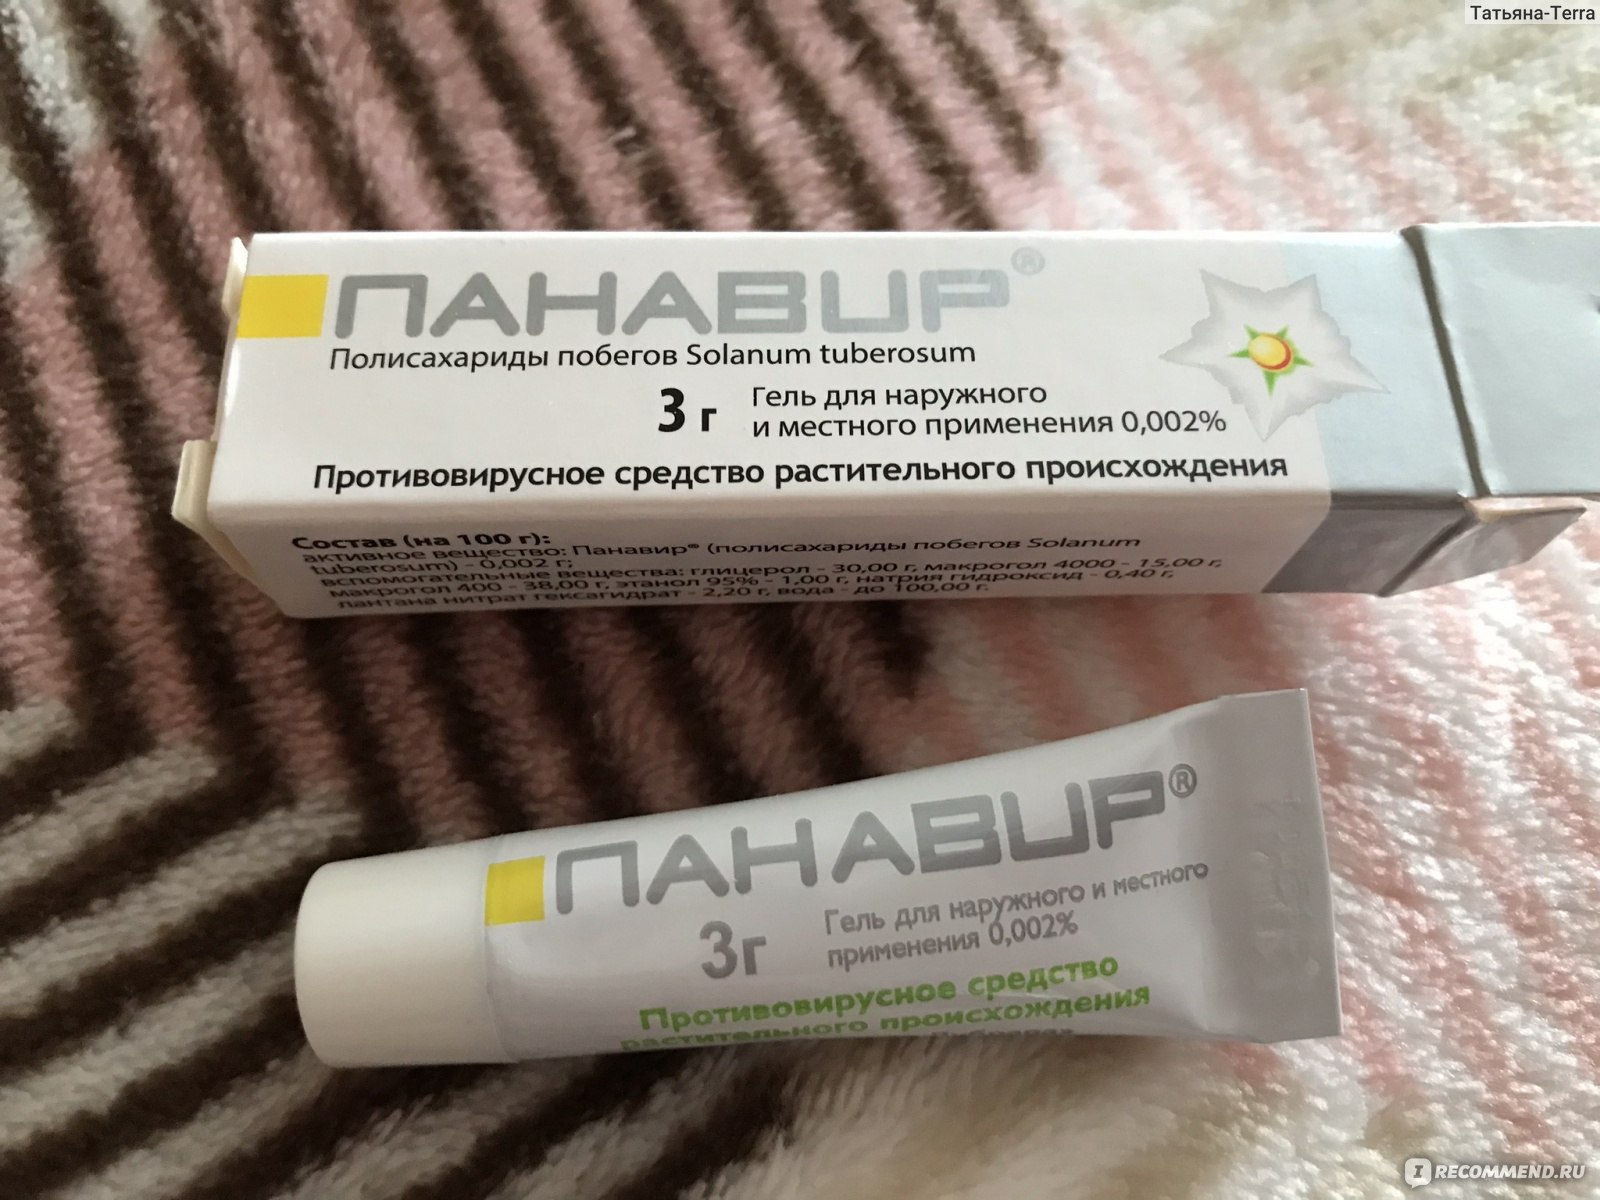 Татьяна-Terra
ПАНАВИР®
Полисахариды побегов Solanum tuberosum
3 г
Гель для наружного
и местного применения 0,002%
Противовирусное средство растительного происхождения
Состав (на 100 г):
активное вещество: Панавир® (полисахариды побегов Solanum
tuberosum) - 0,002 г;
вспомогательные вещества: глицерол - 30,00 г, макрогол 4000 - 15,00 г,
макрогол 400 - 38,00 г, этанол 95% - 1,00 г, натрия гидроксид - 0,40 г,
лантана нитрат гексагидрат - 2,20 г, вода - до 100,00 г.
ПАНАВИР®
3г
Гель для наружного и местного
применения 0,002%
Противовирусное средство
растительного происхождения
IRECOMMEND.RU